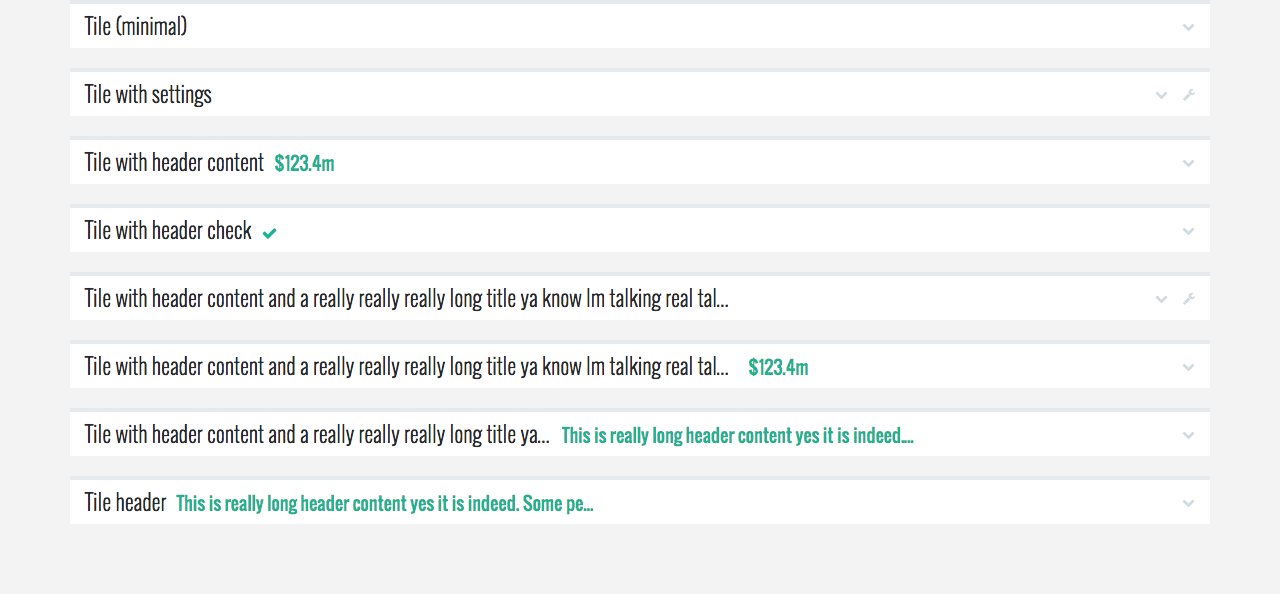 Tile (minimal)
Tile with settings
Tile with header content $123.4m
Tile with header check
Tile with header content and a really really really long title ya know Im talking real tal...
Tile with header content and a really really really long title ya know Im talking real tal... $123.4m
Tile with header content and a really really really long title ya... This is really long header content yes it is indeed....
Tile header This is really long header content yes it is indeed. Some pe...